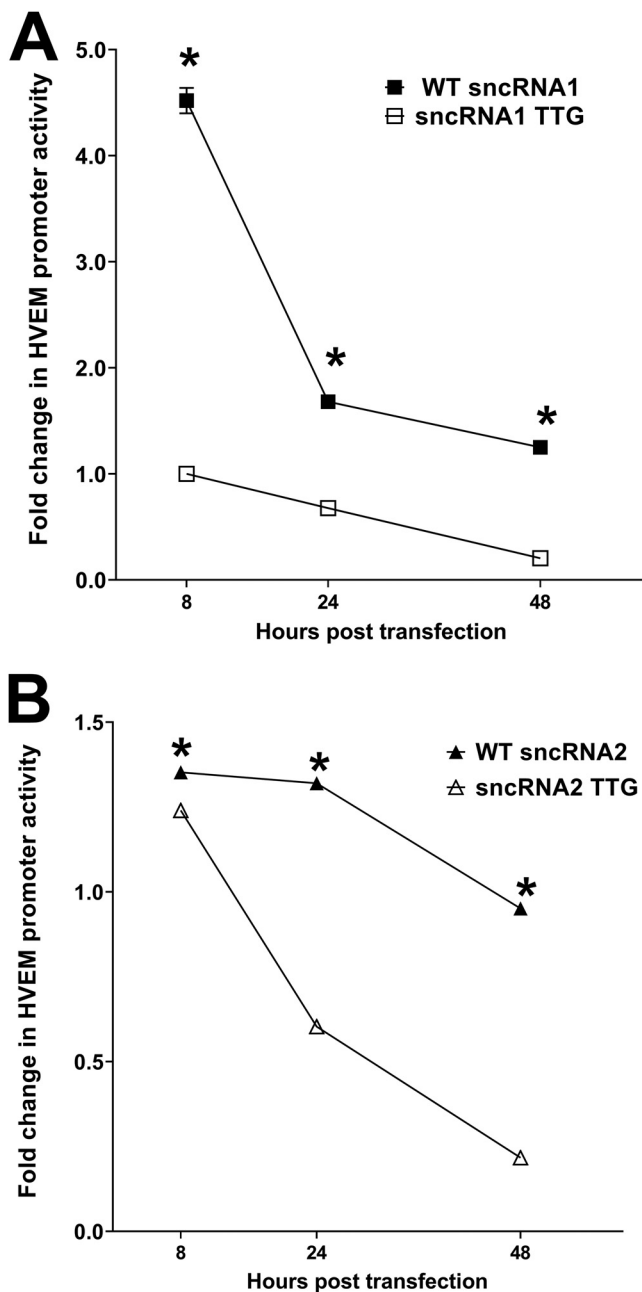 A
Fold change in HVEM promoter activity
5.0
4.0
3.0
2.0
1.0
0.0
*
*
*
WT sncRNA1
sncRNA1 TTG
8
24
48
Hours post transfection
B
Fold change in HVEM promoter activity
1.5
1.0
0.5
0.0
*
*
*
WT sncRNA2
sncRNA2 TTG
8
24
48
Hours post transfection